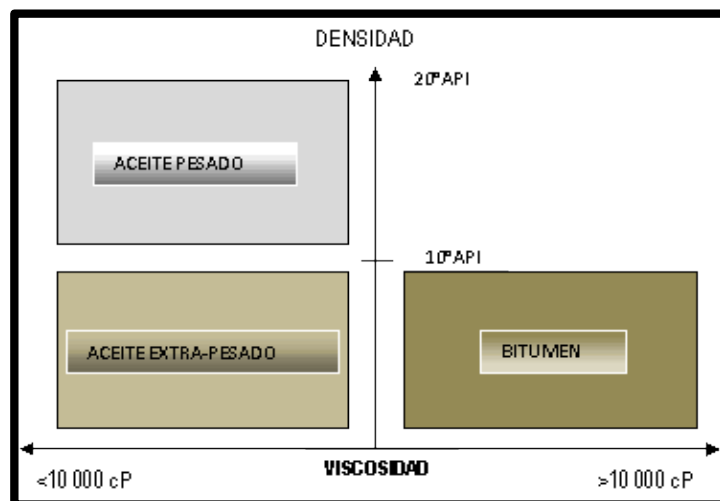 DENSIDAD
20°API
ACEITE PESADO
10°API
ACEITE EXTRA-PESADO
BITUMEN
VISCOSIDAD
<10 000 cP
>10 000 cP